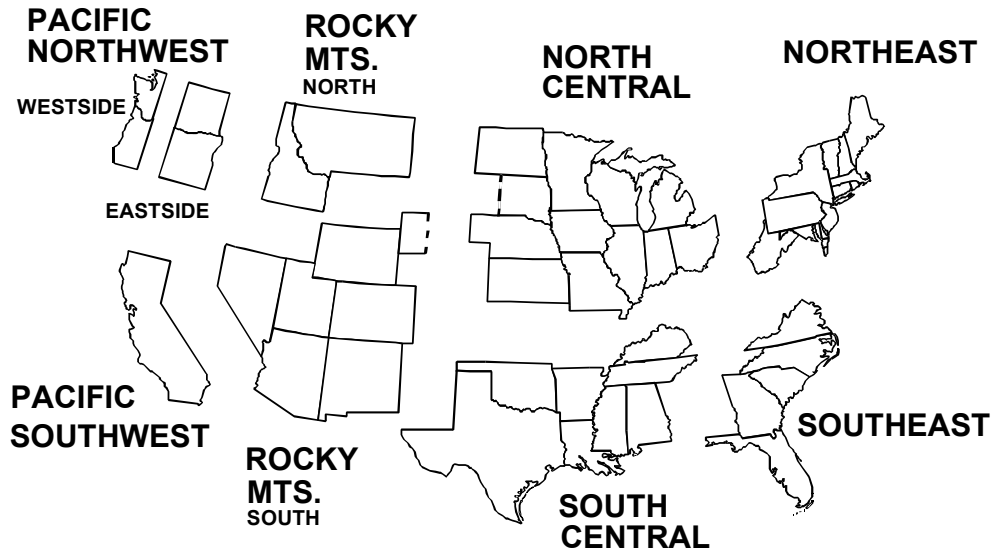 PACIFIC
NORTHWEST
WESTSIDE
EASTSIDE
ROCKY
MTS.
NORTH
NORTH
CENTRAL
NORTHEAST
PACIFIC
SOUTHWEST
ROCKY
MTS.
SOUTH
SOUTH
CENTRAL
SOUTHEAST